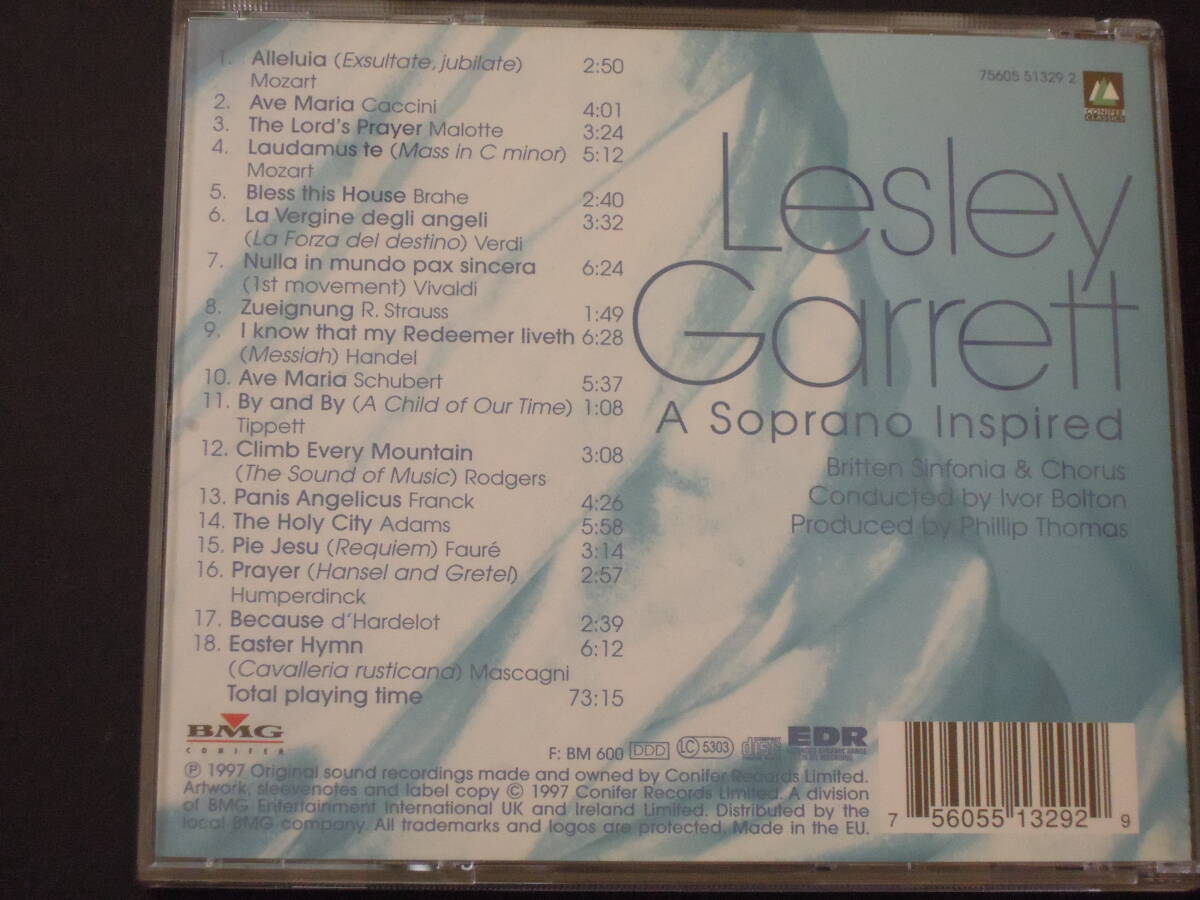 1. Alleluia (Exsultate, jubilate) 2:50
Mozart
2. Ave Maria Caccini 4:01
3. The Lord's Prayer Malotte 3:24
4. Laudamus te (Mass in C minor) 5:12
Mozart
5. Bless this House Brahe 2:40
6. La Vergine degli angeli 3:32
(La Forza del destino) Verdi
7. Nulla in mundo pax sincera 6:24
(1st movement) Vivaldi
8. Zueignung R. Strauss 1:49
9. I know that my Redeemer liveth 6:28
(Messiah) Handel
10. Ave Maria Schubert 5:37
11. By and By (A Child of Our Time) 1:08
Tippett
12. Climb Every Mountain 3:08
(The Sound of Music) Rodgers
13. Panis Angelicus Franck 4:26
14. The Holy City Adams 5:58
15. Pie Jesu (Requiem) Fauré 3:14
16. Prayer (Hansel and Gretel) 2:57
Humperdinck
17. Because d'Hardelot 2:39
18. Easter Hymn 6:12
(Cavalleria rusticana) Mascagni
Total playing time 73:15
75605 51329 2
CONIFER
CLASSICS
Lesley
Garrett
A Soprano Inspired
Britten Sinfonia & Chorus
Conducted by Ivor Bolton
Produced by Phillip Thomas
BMG
CONIFER
F: BM 600 DDD LC 5303 COMPACT disc EDR
℗ 1997 Original sound recordings made and owned by Conifer Records Limited.
Artwork, sleevenotes and label copy © 1997 Conifer Records Limited. A division
of BMG Entertainment International UK and Ireland Limited. Distributed by the
local BMG company. All trademarks and logos are protected. Made in the EU.
7 56055 13292 9